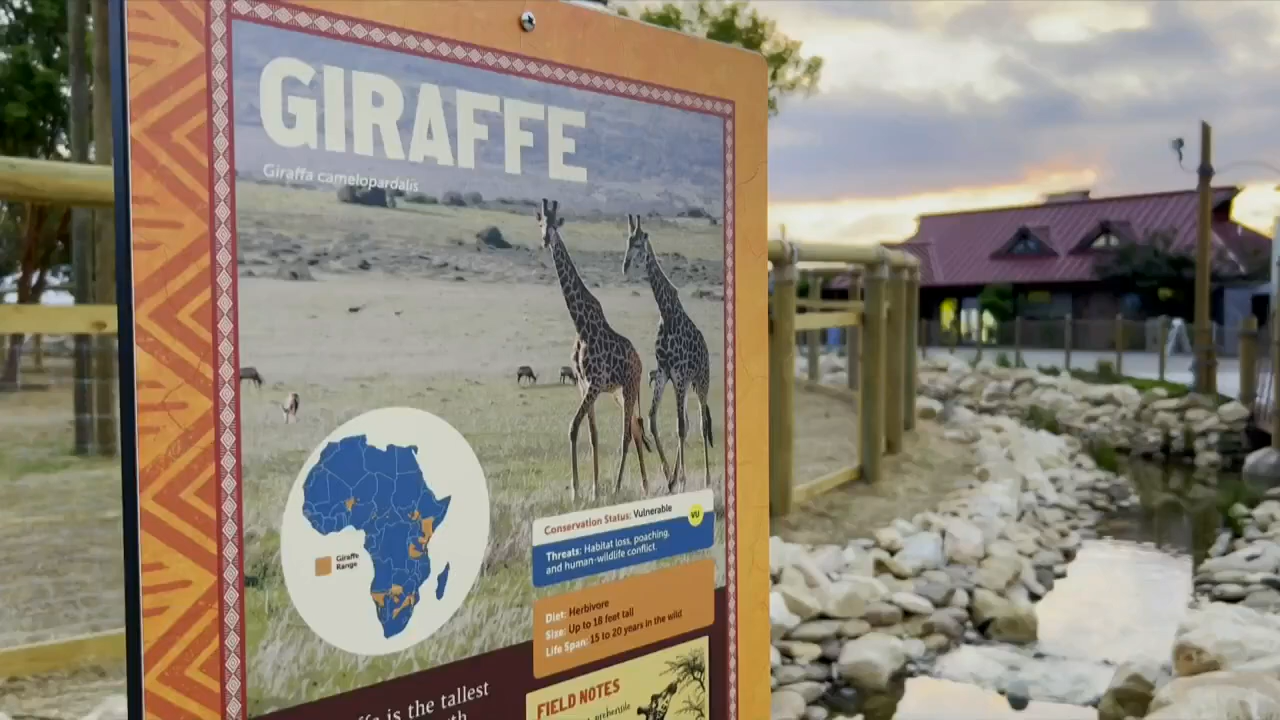 GIRAFFE
Giraffa camelopardalis
Giraffe
Range
Conservation Status: Vulnerable
VU
Threats: Habitat loss, poaching,
and human-wildlife conflict.
Diet: Herbivore
Size: Up to 18 feet tall
Life Span: 15 to 20 years in the wild
is the tallest
FIELD NOTES
prehensile